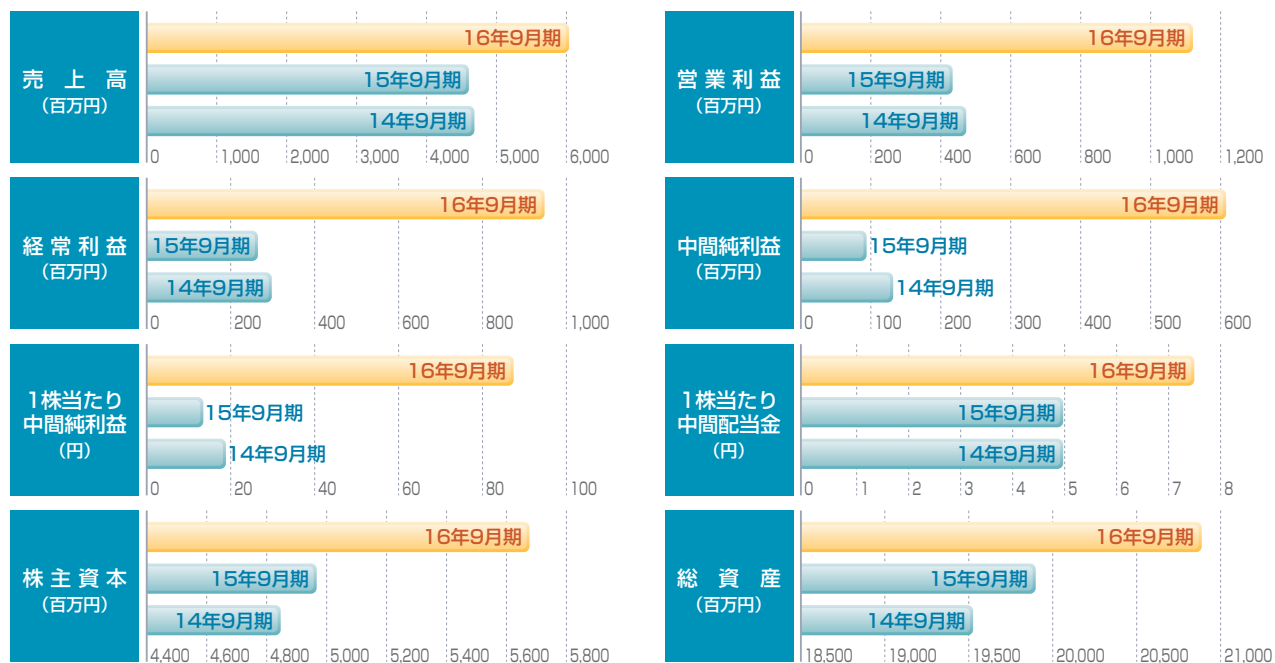 売上高
（百万円）
16年9月期
15年9月期
14年9月期
0 1,000 2,000 3,000 4,000 5,000 6,000
営業利益
（百万円）
16年9月期
15年9月期
14年9月期
0 200 400 600 800 1,000 1,200
経常利益
（百万円）
16年9月期
15年9月期
14年9月期
0 200 400 600 800 1,000
中間純利益
（百万円）
16年9月期
15年9月期
14年9月期
0 100 200 300 400 500 600
1株当たり
中間純利益
（円）
16年9月期
15年9月期
14年9月期
0 20 40 60 80 100
1株当たり
中間配当金
（円）
16年9月期
15年9月期
14年9月期
0 1 2 3 4 5 6 7 8
株主資本
（百万円）
16年9月期
15年9月期
14年9月期
4,400 4,600 4,800 5,000 5,200 5,400 5,600 5,800
総資産
（百万円）
16年9月期
15年9月期
14年9月期
18,500 19,000 19,500 20,000 20,500 21,000